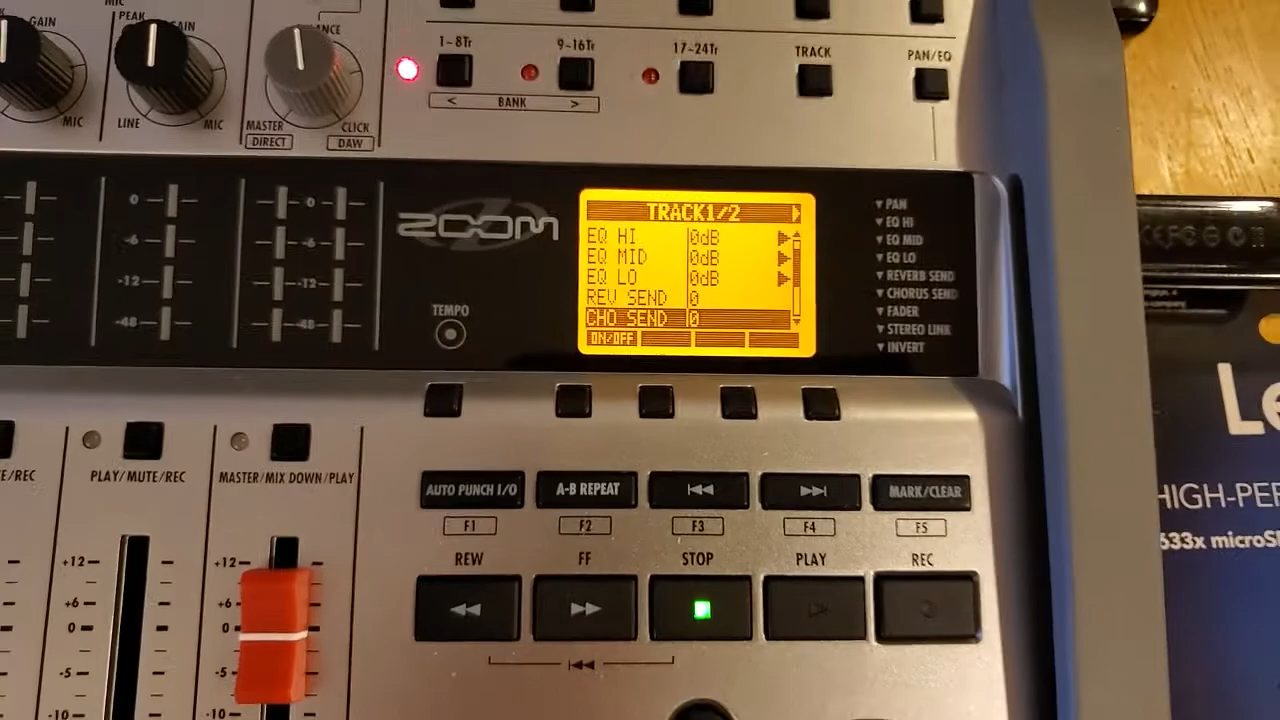 MIC
GAIN
PEAK
GAIN
MIC
LINE
MIC
MASTER
CLICK
DIRECT
DAW
1~8Tr
9~16Tr
17~24Tr
TRACK
PAN/EQ
< BANK >
0
-6
-12
-48
0
-6
-12
-48
ZOOM
TEMPO
TRACK1/2
EQ HI 0dB
EQ MID 0dB
EQ LO 0dB
REV SEND 0
CHO SEND 0
ON/OFF
▼ PAN
▼ EQ HI
▼ EQ MID
▼ EQ LO
▼ REVERB SEND
▼ CHORUS SEND
▼ FADER
▼ STEREO LINK
▼ INVERT
E/REC
PLAY/MUTE/REC
MASTER/MIX DOWN/PLAY
AUTO PUNCH I/O
A-B REPEAT
MARK/CLEAR
F1
F2
F3
F4
F5
REW
FF
STOP
PLAY
REC
+12
+6
0
-5
-10
+12
+6
0
-5
-10
CE FC
Le
HIGH-PER
633x microS